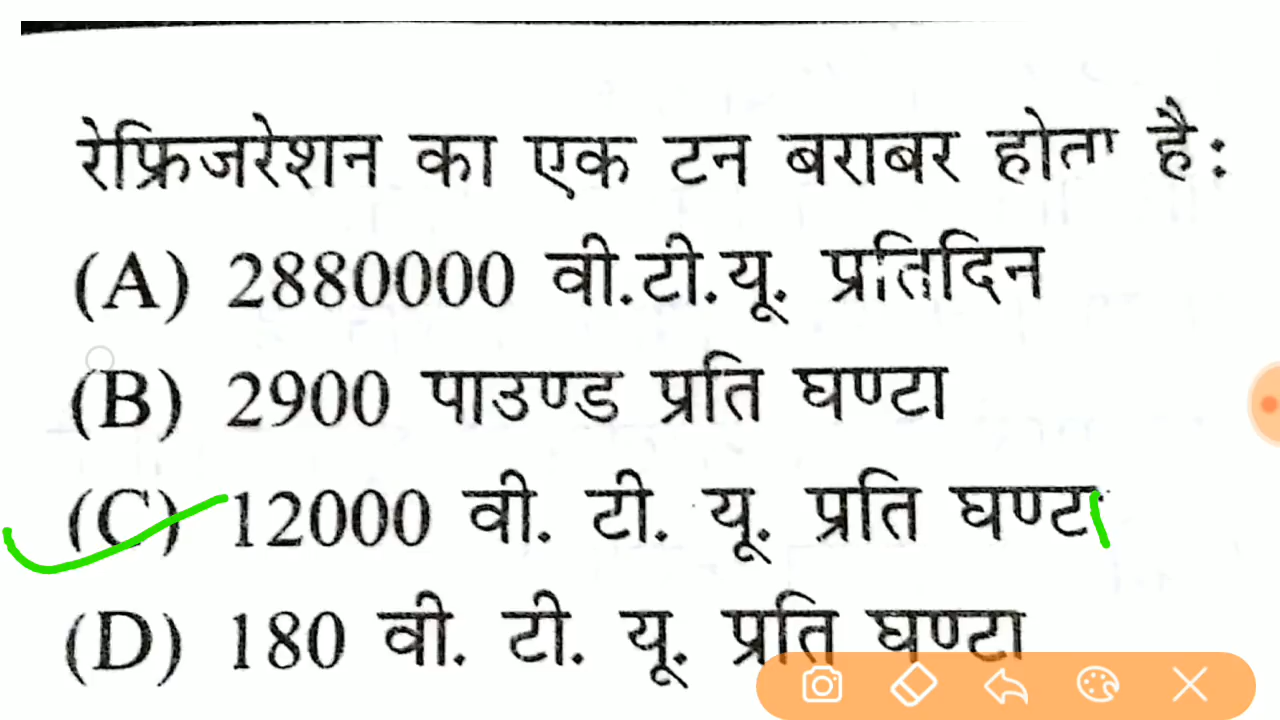 रेफ्रिजरेशन का एक टन बराबर होता है:
(A) 2880000 वी.टी.यू. प्रतिदिन
(B) 2900 पाउण्ड प्रति घण्टा
(C) 12000 वी. टी. यू. प्रति घण्टा
(D) 180 वी. टी. यू. प्रति घण्टा